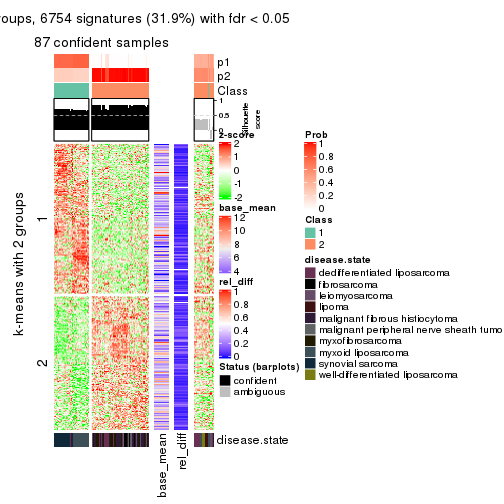 roups, 6754 signatures (31.9%) with fdr < 0.05
87 confident samples
p1
p2
Class
1
0.5
0
Silhouette
score
z-score
2
1
0
-1
-2
base_mean
12
10
8
6
4
rel_diff
1
0.8
0.6
0.4
0.2
0
Status (barplots)
confident
ambiguous
Prob
1
0.8
0.6
0.4
0.2
0
Class
1
2
disease.state
dedifferentiated liposarcoma
fibrosarcoma
leiomyosarcoma
lipoma
malignant fibrous histiocytoma
malignant peripheral nerve sheath tumo
myxofibrosarcoma
myxoid liposarcoma
synovial sarcoma
well-differentiated liposarcoma
k-means with 2 groups
1
2
disease.state
base_mean
rel_diff